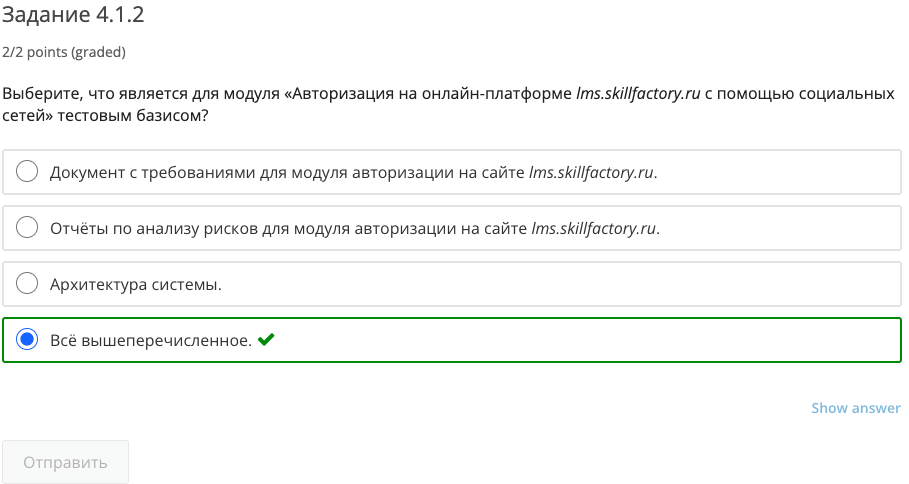 Задание 4.1.2
2/2 points (graded)
Выберите, что является для модуля «Авторизация на онлайн-платформе lms.skillfactory.ru с помощью социальных
сетей» тестовым базисом?
Документ с требованиями для модуля авторизации на сайте lms.skillfactory.ru.
Отчёты по анализу рисков для модуля авторизации на сайте lms.skillfactory.ru.
Архитектура системы.
Всё вышеперечисленное.
Show answer
Отправить